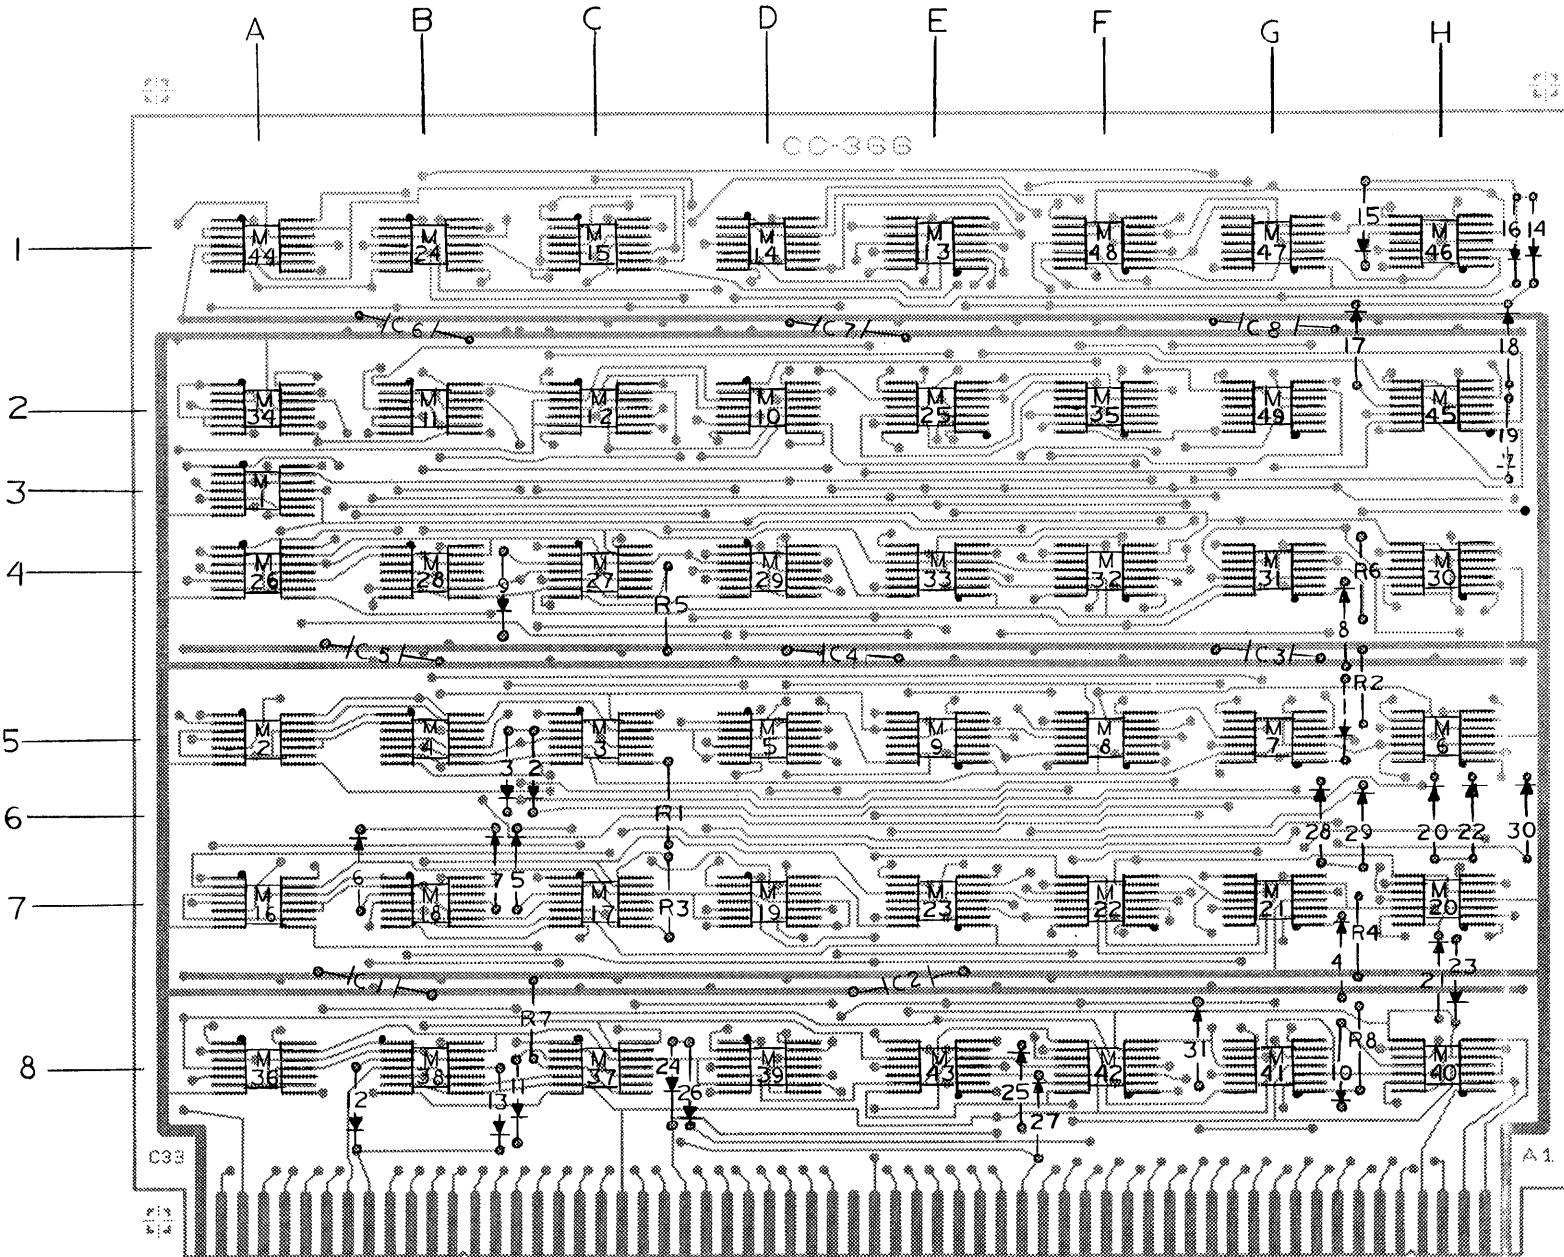 A B C D E F G H
CC-366
1 M 44 M 24 M 15 M 14 M 13 M 48 M 47 15 M 46 16 14
C6 C7 C8 17 18
2 M 34 M 11 M 12 M 10 M 25 M 35 M 49 M 45 19
3 M 1
4 M 26 M 28 9 M 27 R5 M 29 M 33 M 32 M 31 8 R6 M 30
C5 C4 C3 R2
5 M 2 M 4 3 2 M 3 M 5 M 9 M 8 M 7 M 6
6 R1 28 29 20 22 30
7 M 16 6 M 18 7 5 M 17 R3 M 19 M 23 M 22 M 21 4 R4 M 20
C1 C2 21 23
R7
8 M 36 12 M 38 13 11 M 37 24 26 M 39 M 43 25 27 M 42 31 M 41 10 R8 M 40
C33 A1